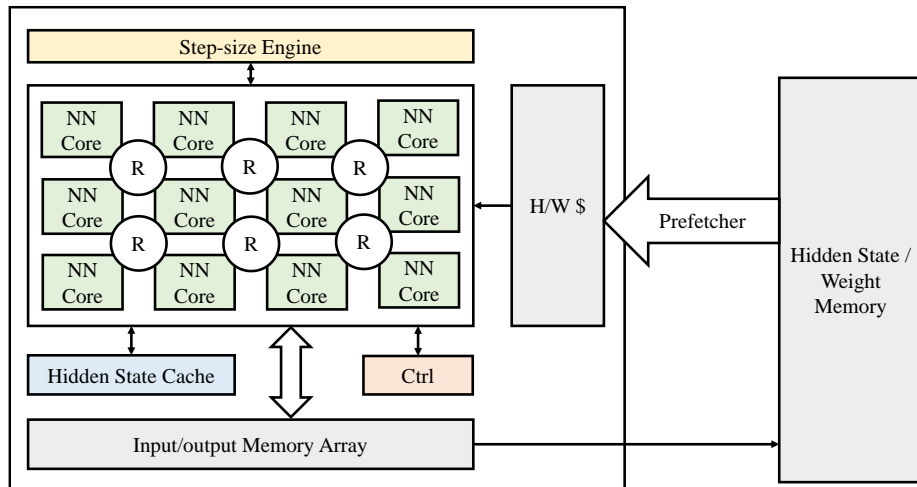 Step-size Engine
NN
Core
NN
Core
NN
Core
NN
Core
R
R
R
NN
Core
NN
Core
NN
Core
NN
Core
R
R
R
NN
Core
NN
Core
NN
Core
NN
Core
H/W $
Prefetcher
Hidden State /
Weight
Memory
Hidden State Cache
Ctrl
Input/output Memory Array